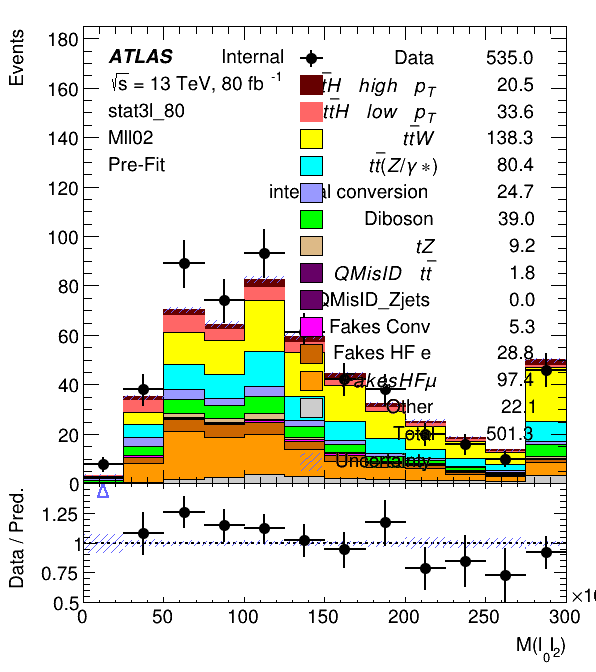 Events
180
160
140
120
100
80
60
40
20
0
ATLAS Internal
√s = 13 TeV, 80 fb -1
stat3l_80
Mll02
Pre-Fit
Data 535.0
tt̄H high pT 20.5
tt̄H low pT 33.6
tt̄W 138.3
tt̄(Z/γ*) 80.4
internal conversion 24.7
Diboson 39.0
tZ 9.2
QMisID tt̄ 1.8
QMisID_Zjets 0.0
Fakes Conv 5.3
Fakes HF e 28.8
FakesHFμ 97.4
Other 22.1
Total 501.3
Uncertainty
Data / Pred.
1.25
1
0.75
0.5
0 50 100 150 200 250 300
M(l0l2)